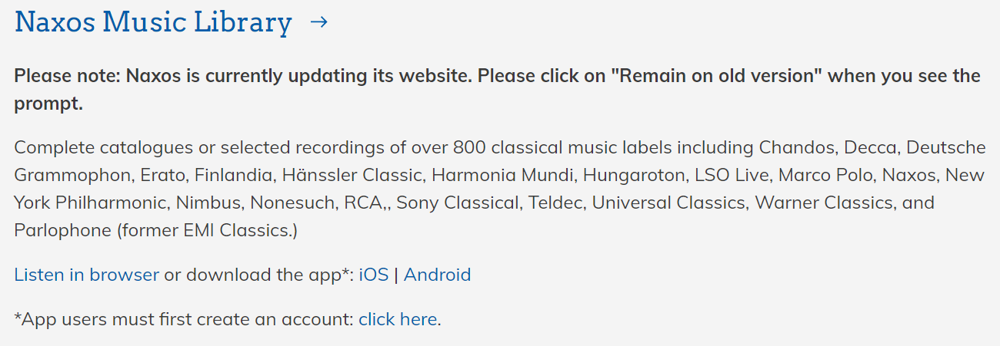 Naxos Music Library →
Please note: Naxos is currently updating its website. Please click on "Remain on old version" when you see the
prompt.
Complete catalogues or selected recordings of over 800 classical music labels including Chandos, Decca, Deutsche
Grammophon, Erato, Finlandia, Hänssler Classic, Harmonia Mundi, Hungaroton, LSO Live, Marco Polo, Naxos, New
York Philharmonic, Nimbus, Nonesuch, RCA,, Sony Classical, Teldec, Universal Classics, Warner Classics, and
Parlophone (former EMI Classics.)
Listen in browser or download the app*: iOS | Android
*App users must first create an account: click here.